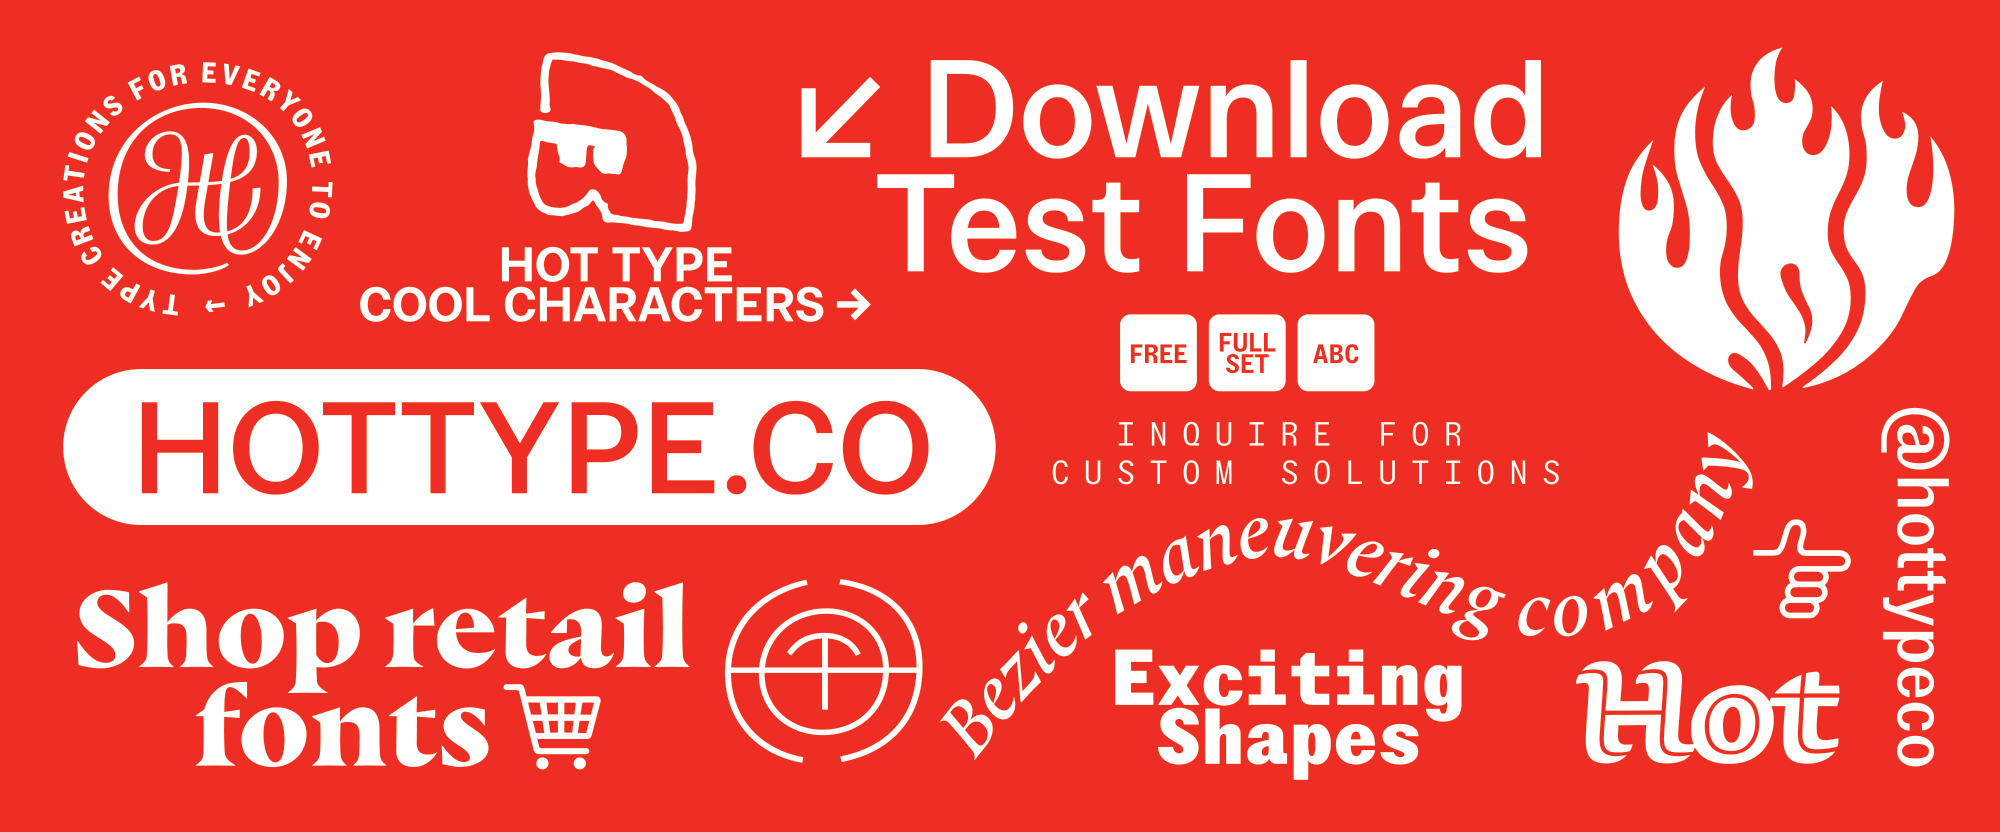 TYPE CREATIONS FOR EVERYONE TO ENJOY →
H
HOT TYPE
COOL CHARACTERS →
↙ Download
Test Fonts
FREE
FULL
SET
ABC
INQUIRE FOR
CUSTOM SOLUTIONS
HOTTYPE.CO
@hottypeco
Bezier maneuvering company
Shop retail
fonts
Exciting
Shapes
Hot